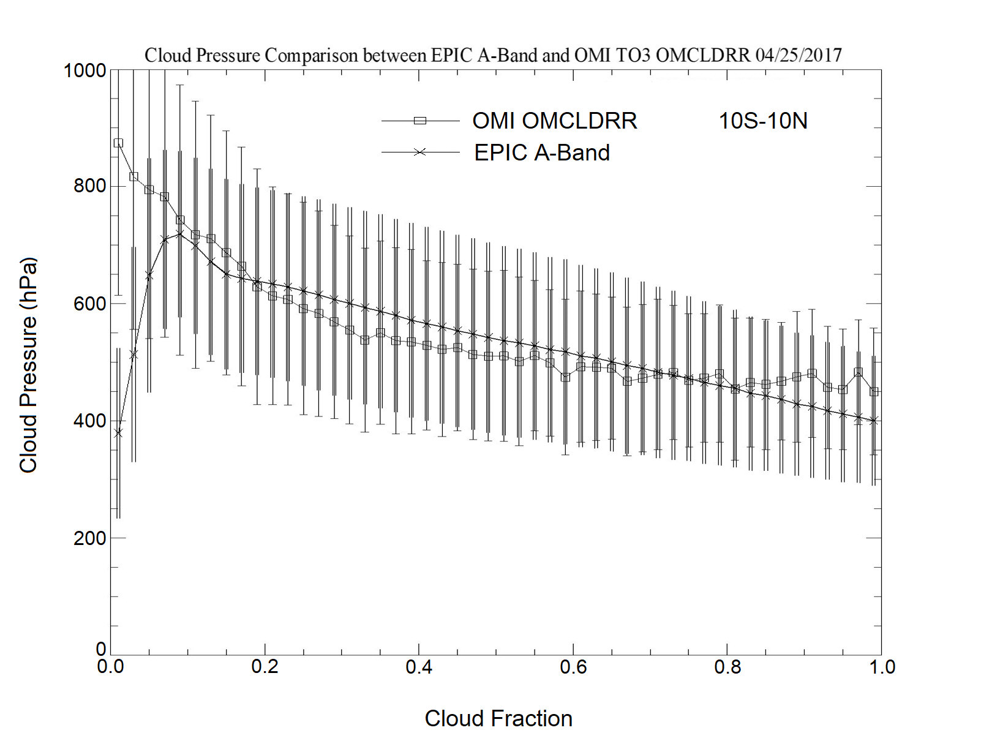 Cloud Pressure Comparison between EPIC A-Band and OMI TO3 OMCLDRR 04/25/2017
1000
OMI OMCLDRR 10S-10N
EPIC A-Band
800
600
400
200
0
Cloud Pressure (hPa)
0.0 0.2 0.4 0.6 0.8 1.0
Cloud Fraction